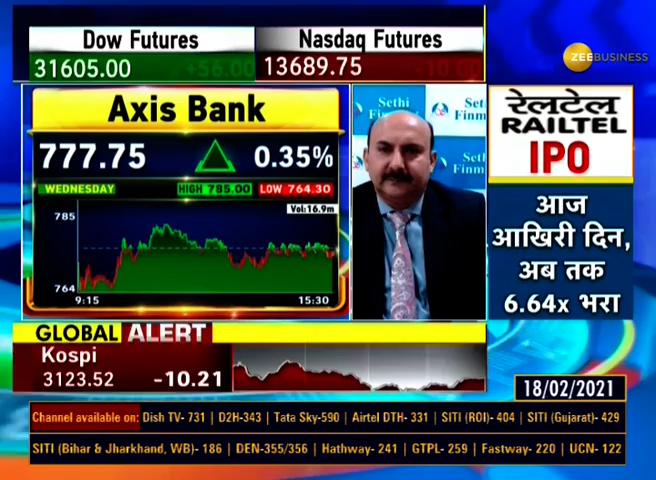 Dow Futures
31605.00 +56.00
Nasdaq Futures
13689.75 -10.00
ZEE BUSINESS
Axis Bank
777.75 0.35%
WEDNESDAY HIGH 785.00 LOW 764.30
Vol:16.9m
785
764
9:15 15:30
Sethi
Finm
रेलटेल
RAILTEL
IPO
आज
आखिरी दिन,
अब तक
6.64x भरा
GLOBAL ALERT
Kospi
3123.52 -10.21
18/02/2021
Channel available on: Dish TV- 731 | D2H-343 | Tata Sky-590 | Airtel DTH- 331 | SITI (ROI)- 404 | SITI (Gujarat)- 429
SITI (Bihar & Jharkhand, WB)- 186 | DEN-355/356 | Hathway- 241 | GTPL- 259 | Fastway- 220 | UCN- 122